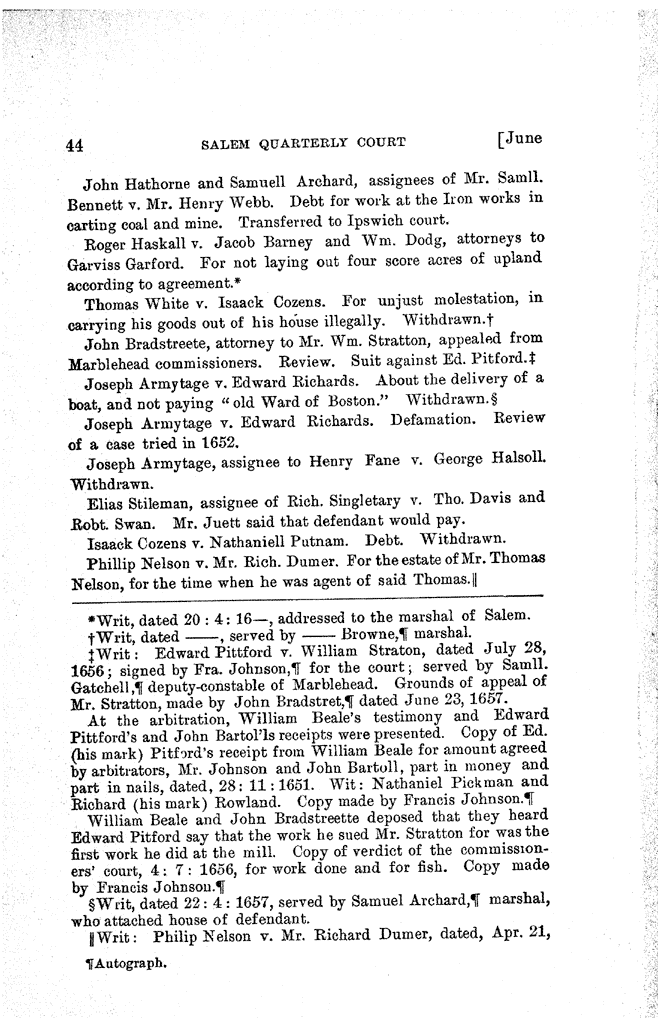 44 SALEM QUARTERLY COURT [June
John Hathorne and Samuell Archard, assignees of Mr. Samll.
Bennett v. Mr. Henry Webb. Debt for work at the Iron works in
carting coal and mine. Transferred to Ipswich court.
Roger Haskall v. Jacob Barney and Wm. Dodg, attorneys to
Garviss Garford. For not laying out four score acres of upland
according to agreement.*
Thomas White v. Isaack Cozens. For unjust molestation, in
carrying his goods out of his house illegally. Withdrawn.†
John Bradstreete, attorney to Mr. Wm. Stratton, appealed from
Marblehead commissioners. Review. Suit against Ed. Pitford.‡
Joseph Armytage v. Edward Richards. About the delivery of a
boat, and not paying "old Ward of Boston." Withdrawn.§
Joseph Armytage v. Edward Richards. Defamation. Review
of a case tried in 1652.
Joseph Armytage, assignee to Henry Fane v. George Halsoll.
Withdrawn.
Elias Stileman, assignee of Rich. Singletary v. Tho. Davis and
Robt. Swan. Mr. Juett said that defendant would pay.
Isaack Cozens v. Nathaniell Putnam. Debt. Withdrawn.
Phillip Nelson v. Mr. Rich. Dumer. For the estate of Mr. Thomas
Nelson, for the time when he was agent of said Thomas.‖
*Writ, dated 20 : 4 : 16—, addressed to the marshal of Salem.
†Writ, dated ——, served by —— Browne,¶ marshal.
‡Writ: Edward Pittford v. William Straton, dated July 28,
1656; signed by Fra. Johnson,¶ for the court; served by Samll.
Gatchell,¶ deputy-constable of Marblehead. Grounds of appeal of
Mr. Stratton, made by John Bradstret,¶ dated June 23, 1657.
At the arbitration, William Beale's testimony and Edward
Pittford's and John Bartol'ls receipts were presented. Copy of Ed.
(his mark) Pitford's receipt from William Beale for amount agreed
by arbitrators, Mr. Johnson and John Bartoll, part in money and
part in nails, dated, 28: 11 : 1651. Wit: Nathaniel Pickman and
Richard (his mark) Rowland. Copy made by Francis Johnson.¶
William Beale and John Bradstreette deposed that they heard
Edward Pitford say that the work he sued Mr. Stratton for was the
first work he did at the mill. Copy of verdict of the commission-
ers' court, 4: 7: 1656, for work done and for fish. Copy made
by Francis Johnson.¶
§Writ, dated 22 : 4 : 1657, served by Samuel Archard,¶ marshal,
who attached house of defendant.
‖Writ: Philip Nelson v. Mr. Richard Dumer, dated, Apr. 21,
¶Autograph.